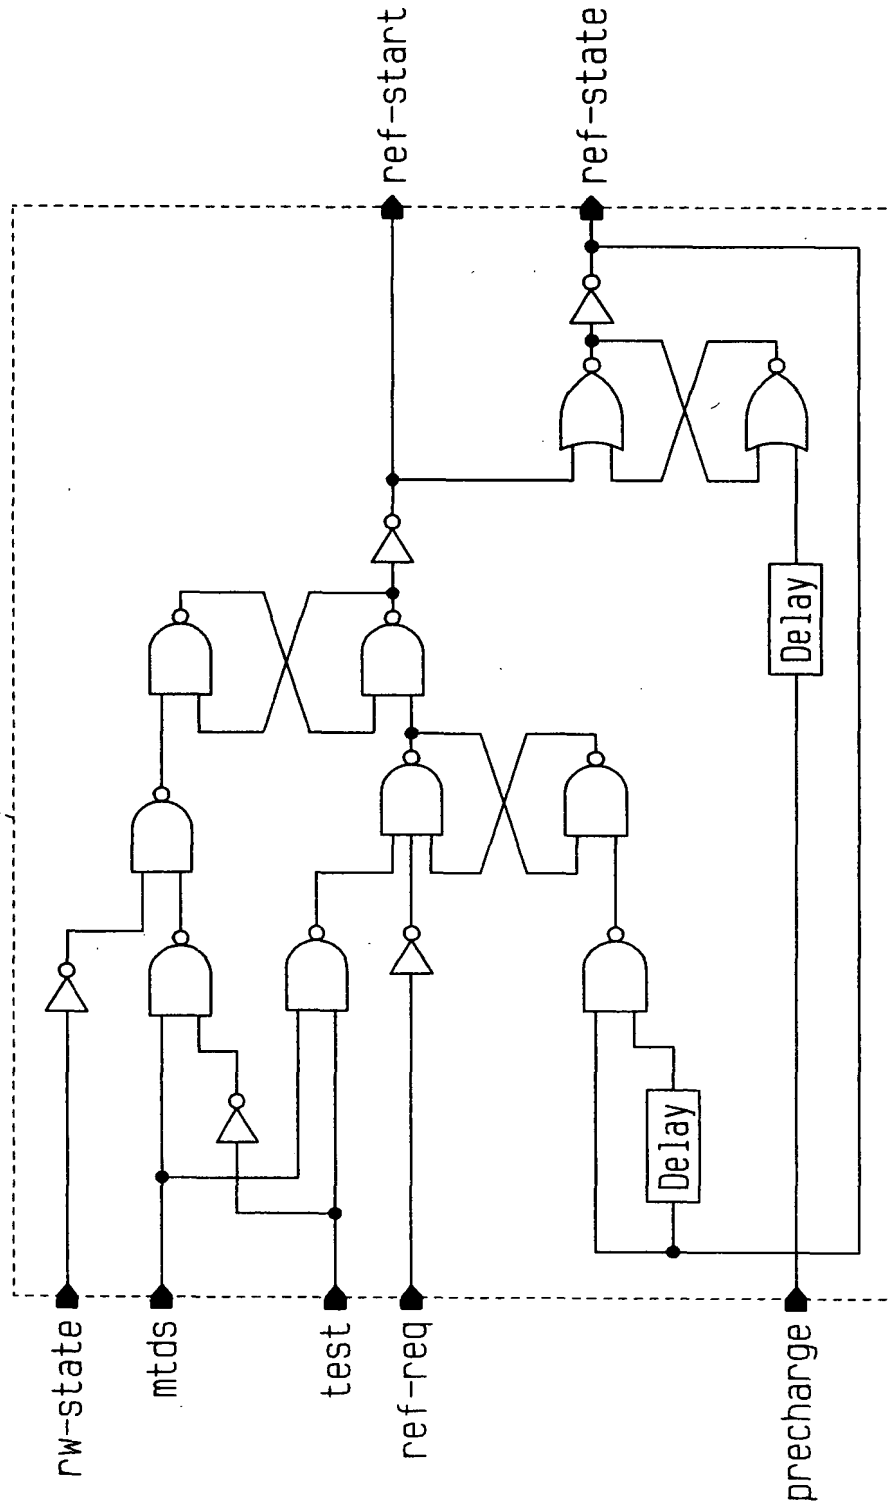 rw-state
mtds
test
ref-req
precharge
Delay
Delay
ref-start
ref-state